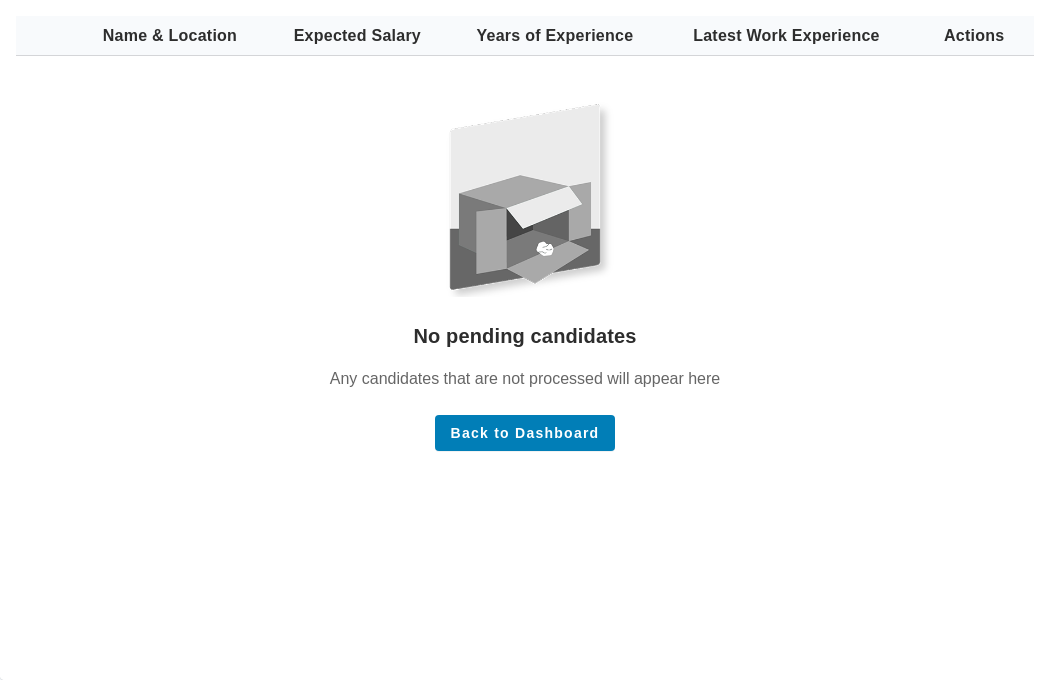 Name & Location Expected Salary Years of Experience Latest Work Experience Actions
No pending candidates
Any candidates that are not processed will appear here
Back to Dashboard